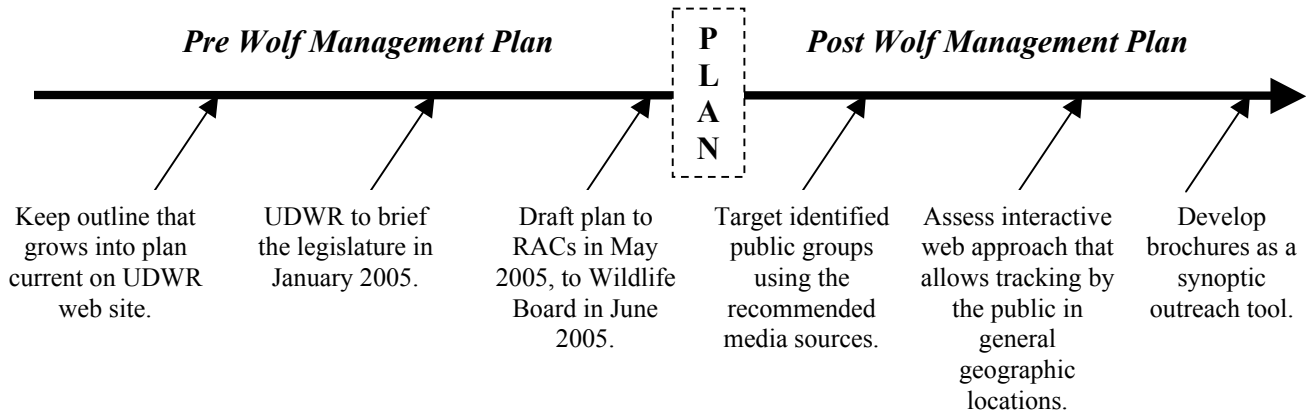 Pre Wolf Management Plan
P
L
A
N
Post Wolf Management Plan
Keep outline that
grows into plan
current on UDWR
web site.
UDWR to brief
the legislature in
January 2005.
Draft plan to
RACs in May
2005, to Wildlife
Board in June
2005.
Target identified
public groups
using the
recommended
media sources.
Assess interactive
web approach that
allows tracking by
the public in
general
geographic
locations.
Develop
brochures as a
synoptic
outreach tool.